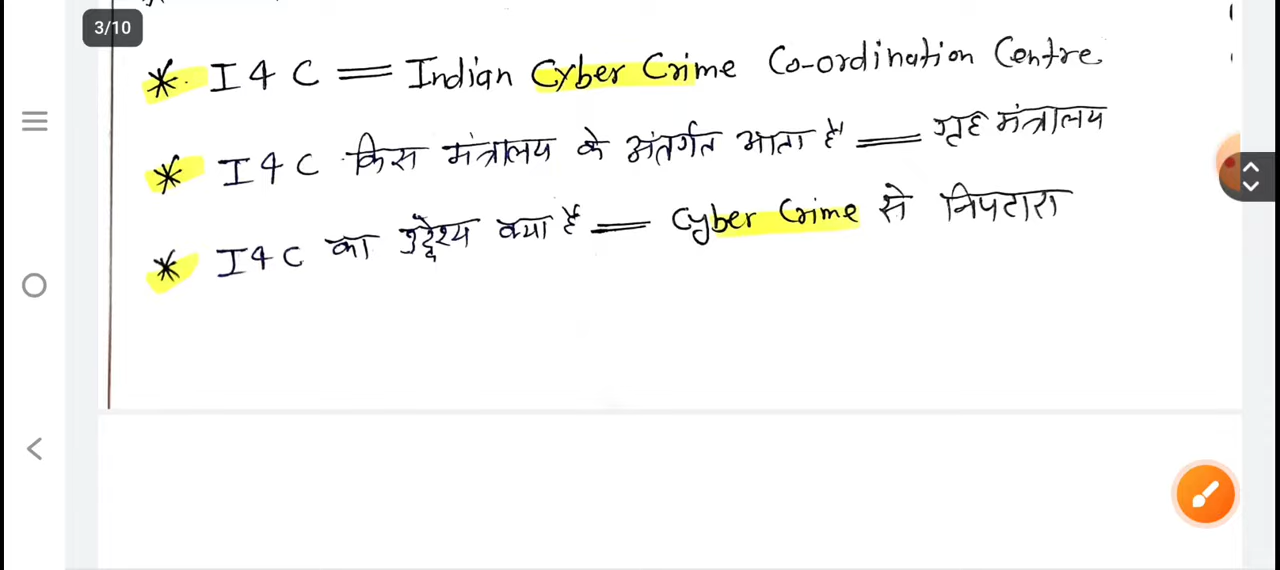 3/10
* I4C = Indian Cyber Crime Co-ordination Centre
* I4C किस मंत्रालय के अंतर्गत आता है = गृह मंत्रालय
* I4C का उद्देश्य क्या है = Cyber Crime से निपटारा